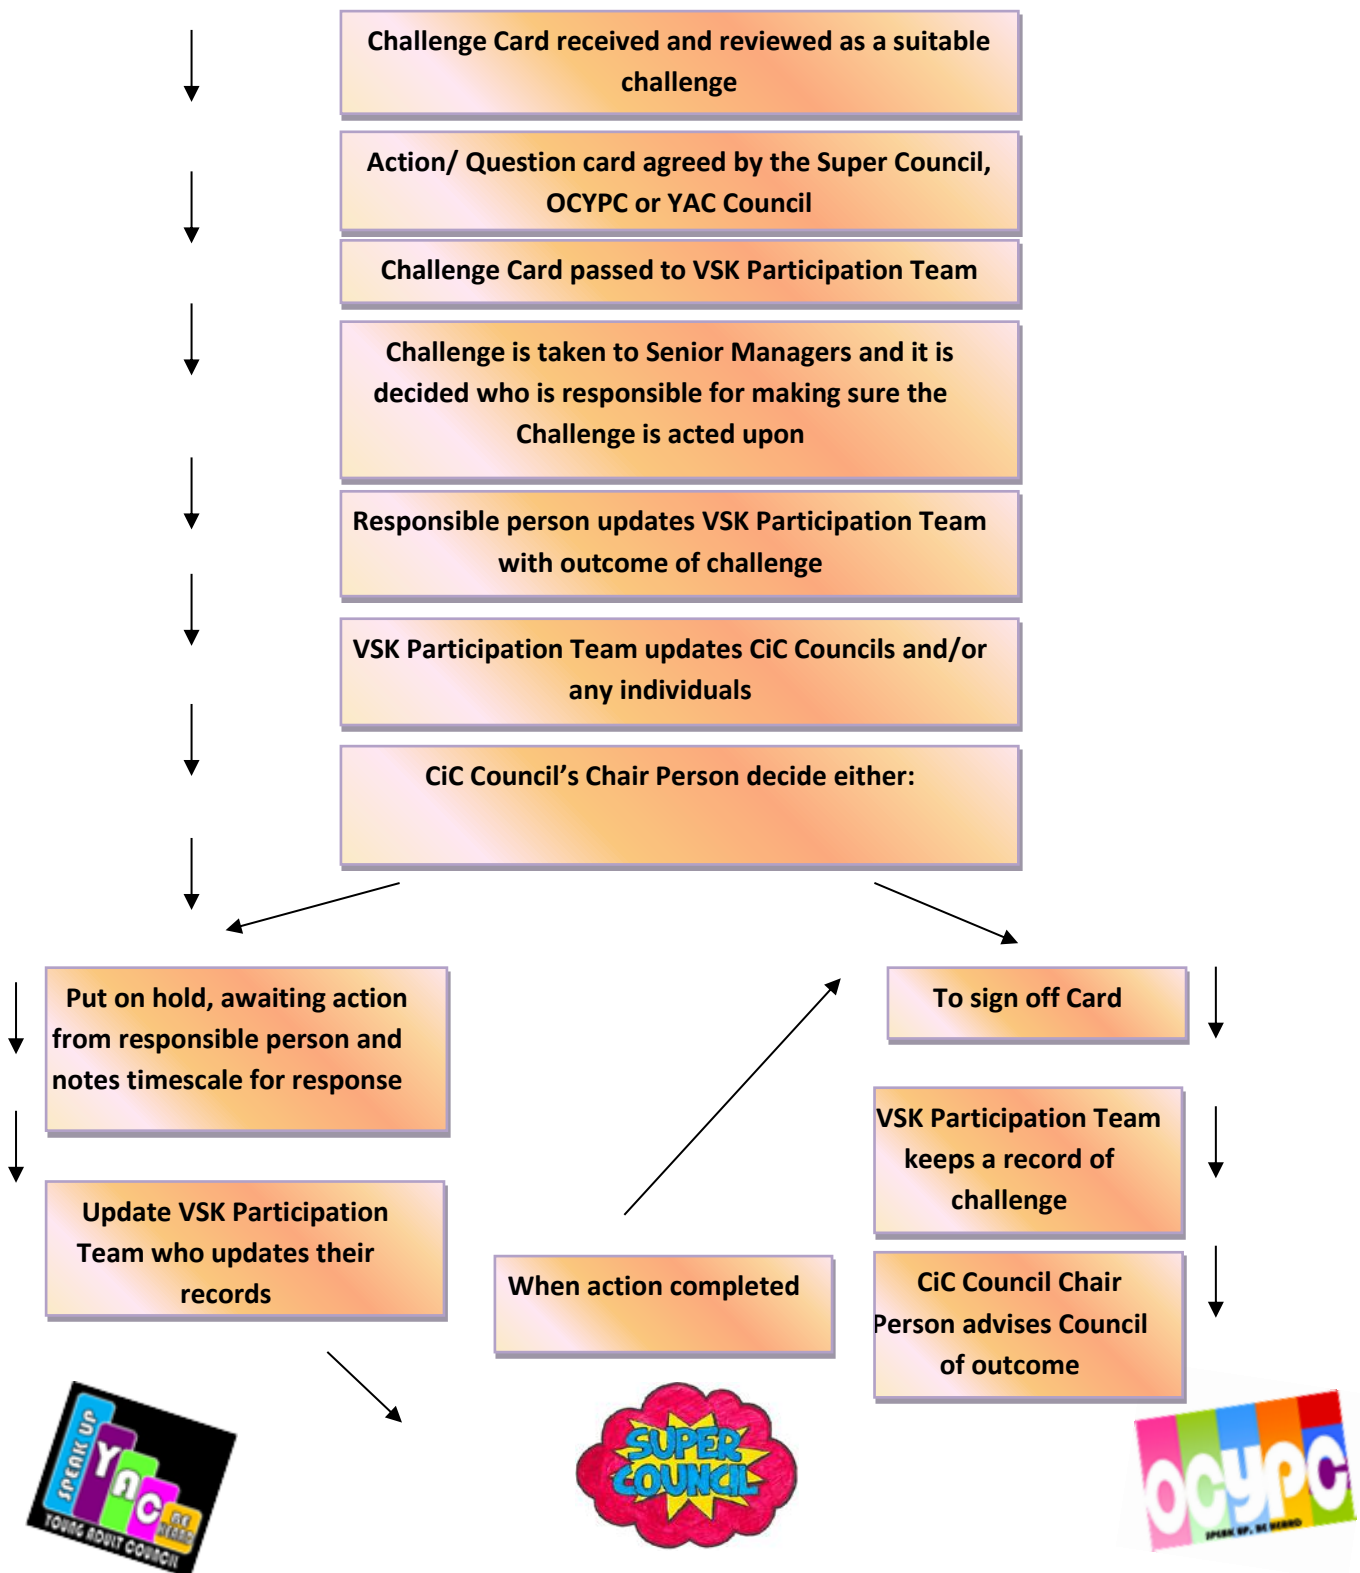 Challenge Card received and reviewed as a suitable
challenge
Action/ Question card agreed by the Super Council,
OCYPC or YAC Council
Challenge Card passed to VSK Participation Team
Challenge is taken to Senior Managers and it is
decided who is responsible for making sure the
Challenge is acted upon
Responsible person updates VSK Participation Team
with outcome of challenge
VSK Participation Team updates CiC Councils and/or
any individuals
CiC Council’s Chair Person decide either:
Put on hold, awaiting action
from responsible person and
notes timescale for response
Update VSK Participation
Team who updates their
records
When action completed
To sign off Card
VSK Participation Team
keeps a record of
challenge
CiC Council Chair
Person advises Council
of outcome
SPEAK UP
YAC
BE
HEARD
YOUNG ADULT COUNCIL
SUPER
COUNCIL
OCYPC
SPEAK UP, BE HEARD